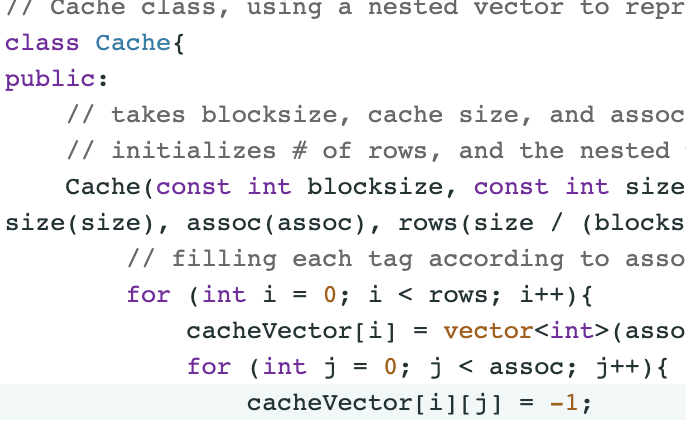 // Cache class, using a nested vector to repr
class Cache{
public:
    // takes blocksize, cache size, and assoc
    // initializes # of rows, and the nested
    Cache(const int blocksize, const int size
size(size), assoc(assoc), rows(size / (blocks
        // filling each tag according to asso
        for (int i = 0; i < rows; i++){
            cacheVector[i] = vector<int>(asso
            for (int j = 0; j < assoc; j++){
                cacheVector[i][j] = -1;